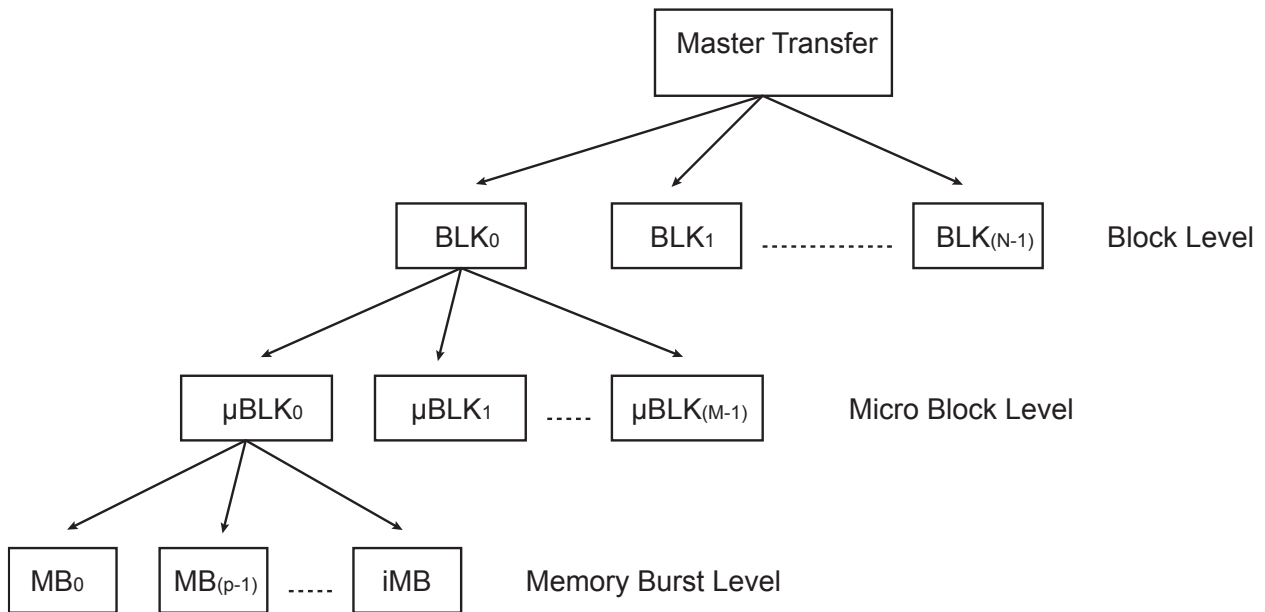 Master Transfer
BLK0 BLK1 BLK(N-1) Block Level
µBLK0 µBLK1 µBLK(M-1) Micro Block Level
MB0 MB(p-1) iMB Memory Burst Level